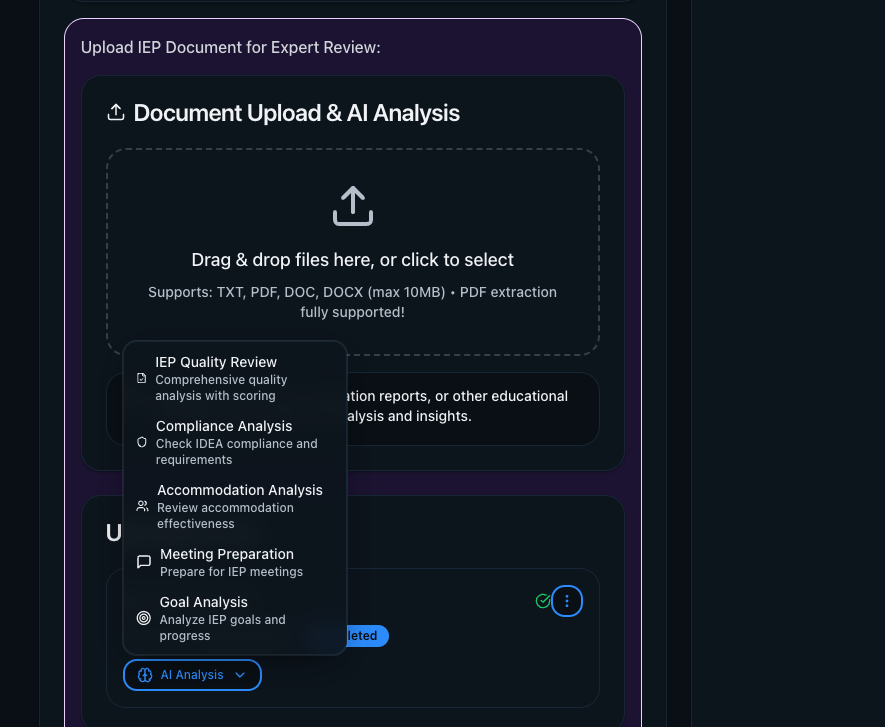 Upload IEP Document for Expert Review:
Document Upload & AI Analysis
Drag & drop files here, or click to select
Supports: TXT, PDF, DOC, DOCX (max 10MB) • PDF extraction
fully supported!
IEP Quality Review
Comprehensive quality
analysis with scoring
Compliance Analysis
Check IDEA compliance and
requirements
Accommodation Analysis
Review accommodation
effectiveness
Meeting Preparation
Prepare for IEP meetings
Goal Analysis
Analyze IEP goals and
progress
ation reports, or other educational
alysis and insights.
U
leted
AI Analysis